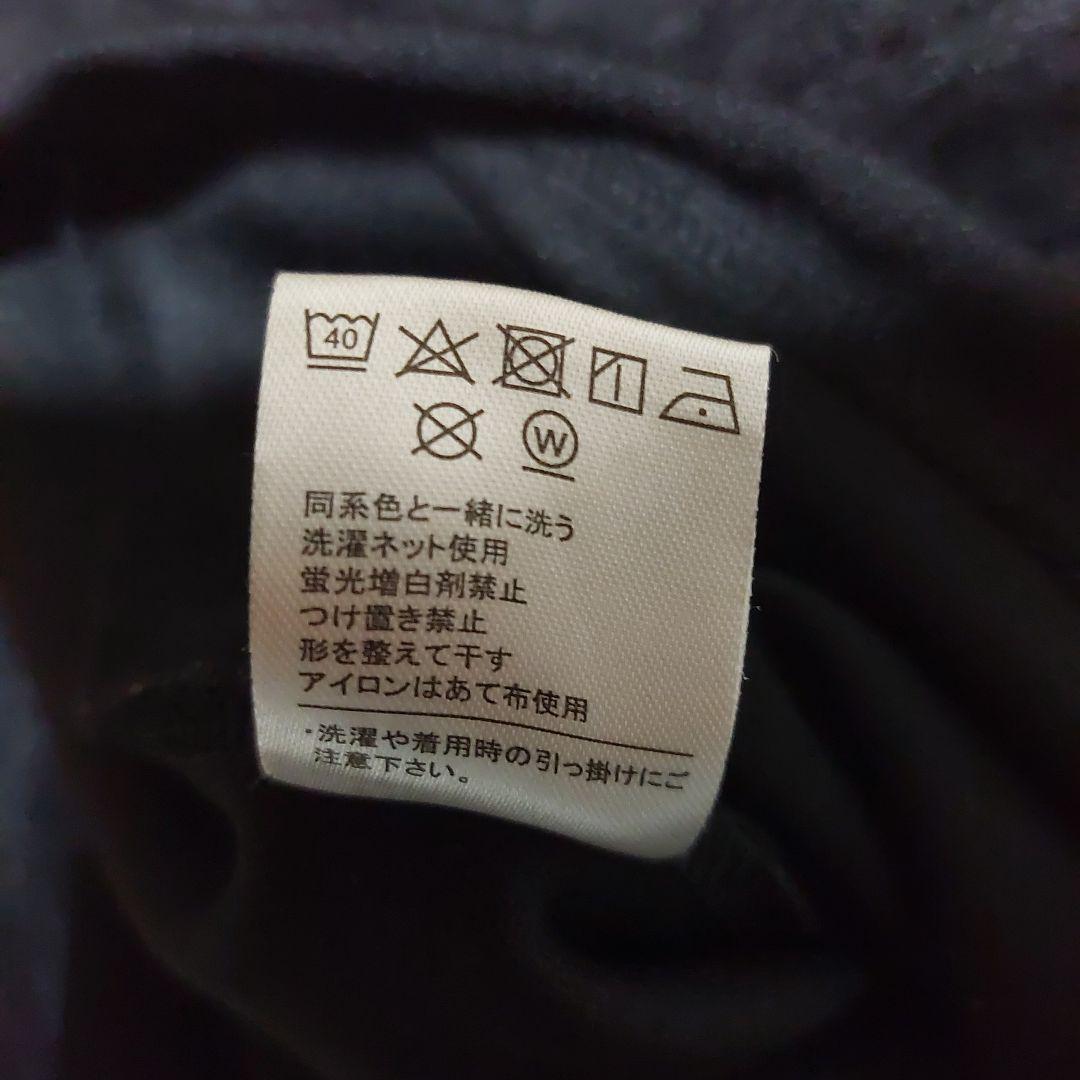 40
W
同系色と一緒に洗う
洗濯ネット使用
蛍光増白剤禁止
つけ置き禁止
形を整えて干す
アイロンはあて布使用
・洗濯や着用時の引っ掛けにご
注意下さい。